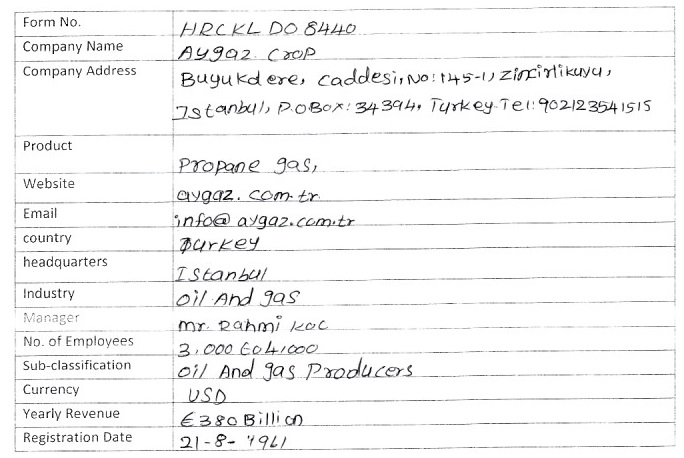 Form No. HRCKL DO 8440
Company Name Aygaz Crop
Company Address Buyukdere, caddesi, No: 145-1, Zincirlikuyu,
Istanbul, P.O Box: 34394, Turkey. Tel: 902123541515
Product Propane gas,
Website aygaz.com.tr
Email info@aygaz.com.tr
country Turkey
headquarters Istanbul
Industry Oil And gas
Manager mr. Rahmi koc
No. of Employees 3,000 to 4,000
Sub-classification Oil And gas Producers
Currency USD
Yearly Revenue €380 Billion
Registration Date 21-8-1961